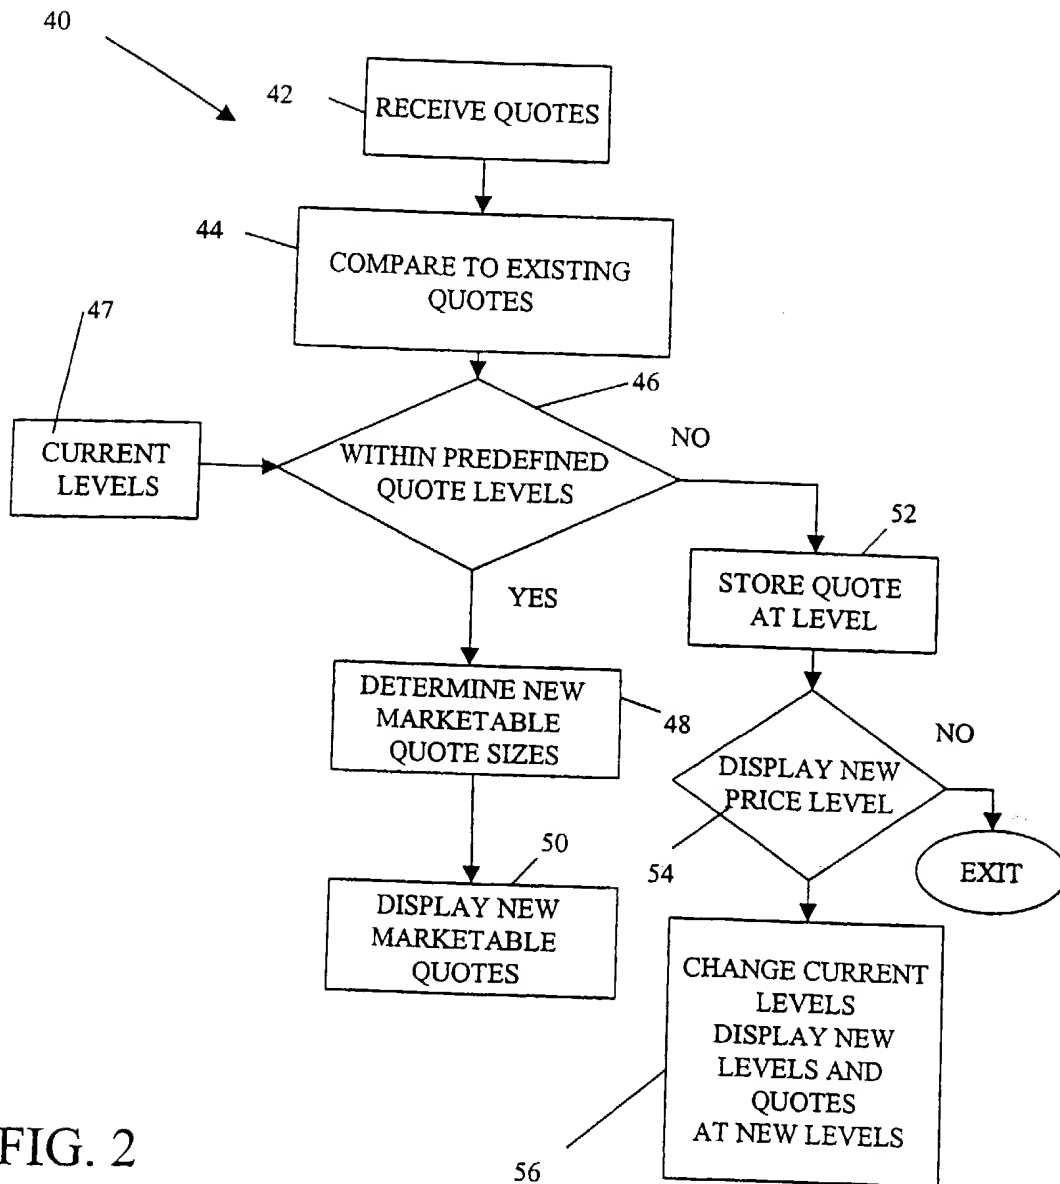 40
42
RECEIVE QUOTES
44
COMPARE TO EXISTING
QUOTES
47
46
CURRENT
LEVELS
WITHIN PREDEFINED
QUOTE LEVELS
NO
52
STORE QUOTE
AT LEVEL
YES
DETERMINE NEW
MARKETABLE
QUOTE SIZES
48
NO
DISPLAY NEW
PRICE LEVEL
54
EXIT
50
DISPLAY NEW
MARKETABLE
QUOTES
CHANGE CURRENT
LEVELS
DISPLAY NEW
LEVELS AND
QUOTES
AT NEW LEVELS
56
FIG. 2